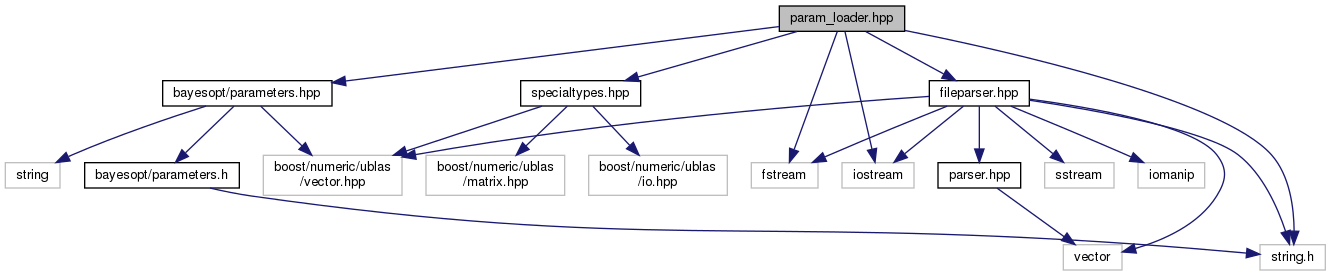 param_loader.hpp
bayesopt/parameters.hpp
specialtypes.hpp
fileparser.hpp
string
bayesopt/parameters.h
boost/numeric/ublas
/vector.hpp
boost/numeric/ublas
/matrix.hpp
boost/numeric/ublas
/io.hpp
fstream
iostream
parser.hpp
sstream
iomanip
vector
string.h